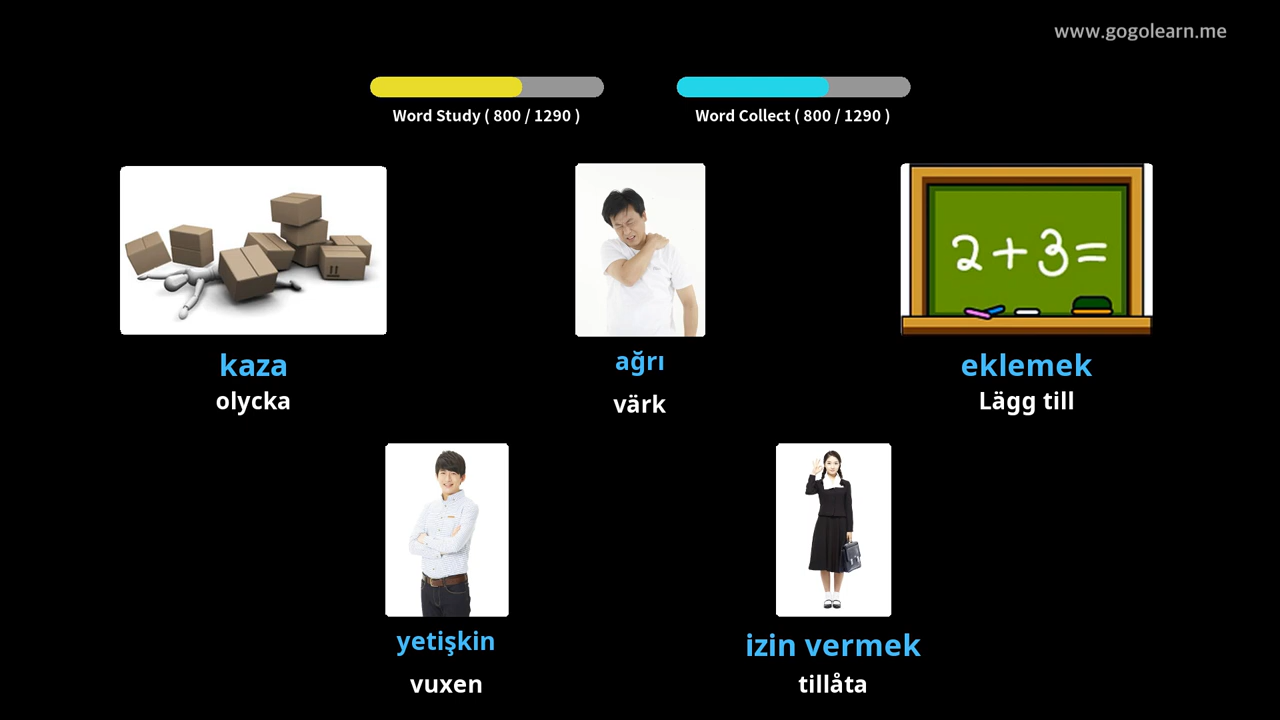 www.gogolearn.me
Word Study ( 800 / 1290 )
Word Collect ( 800 / 1290 )
2+3=
kaza
olycka
ağrı
värk
eklemek
Lägg till
yetişkin
vuxen
izin vermek
tillåta